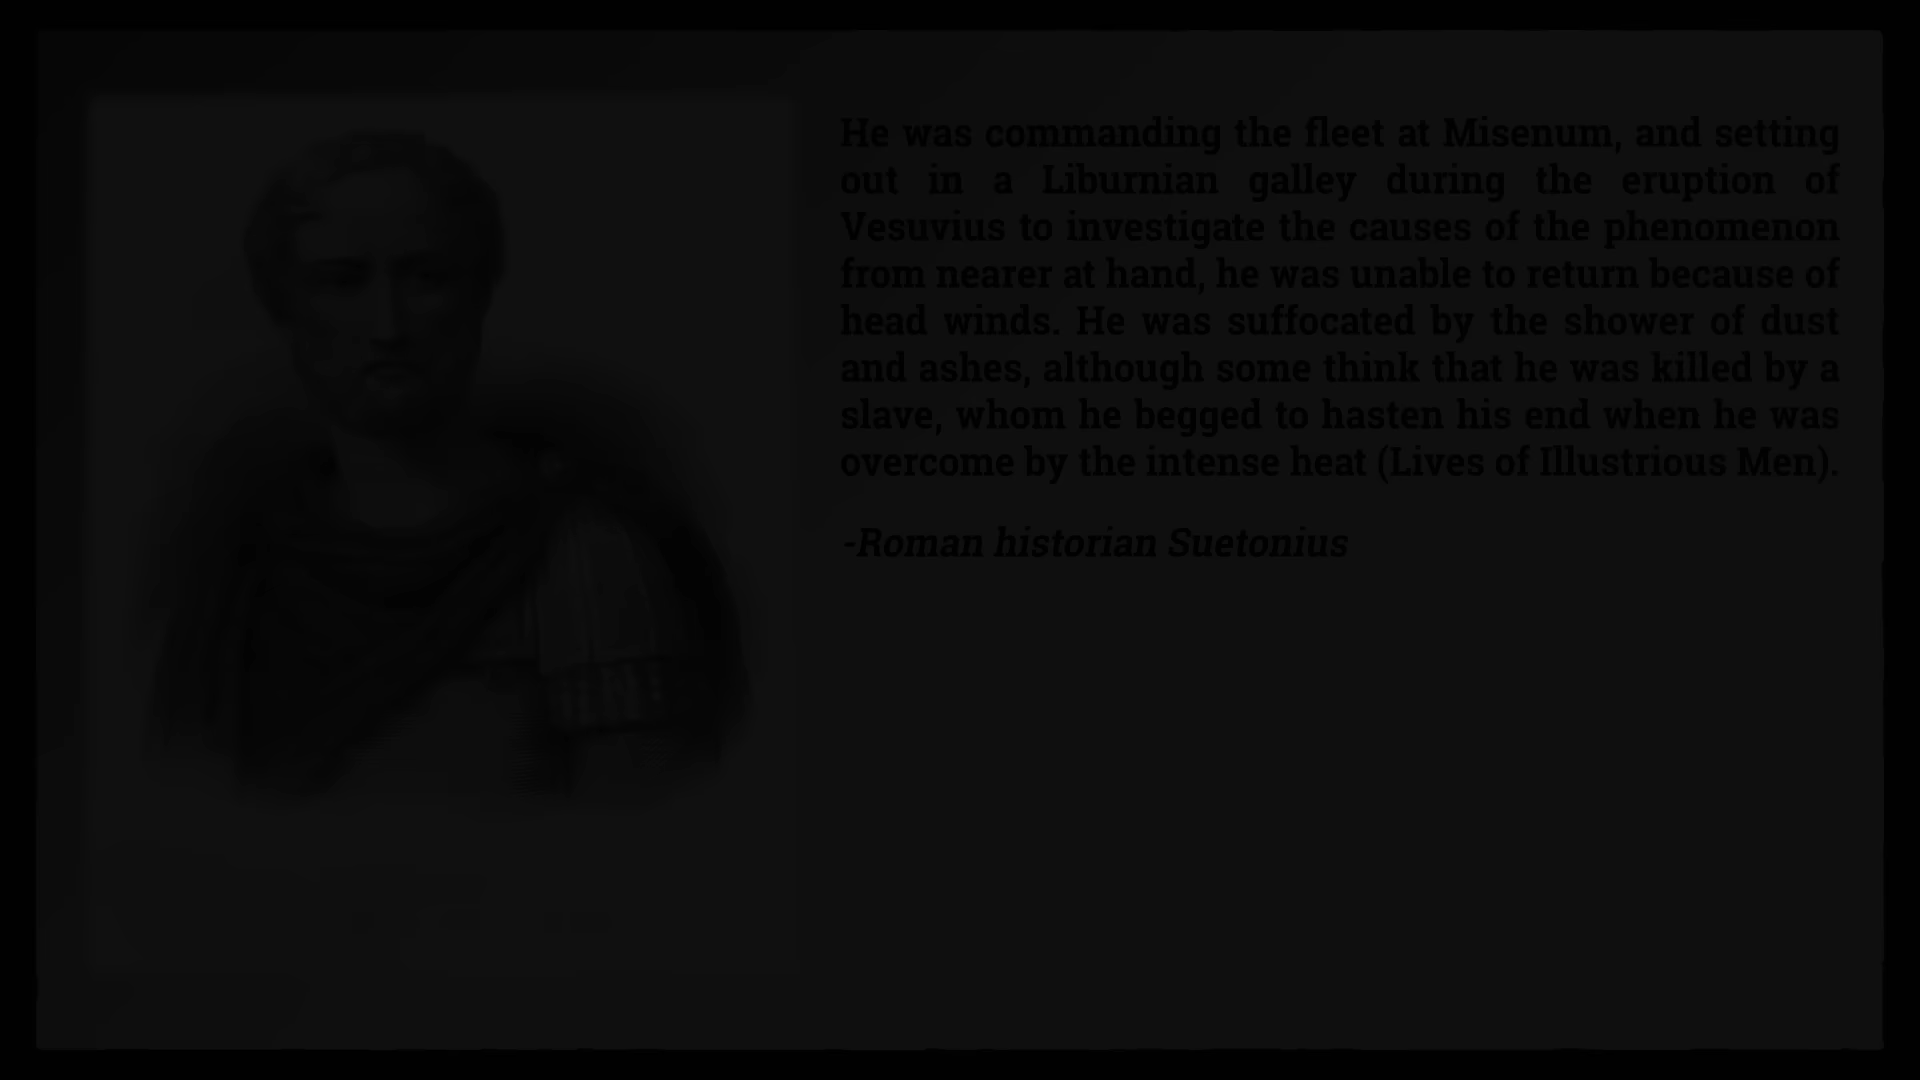 He was commanding the fleet at Misenum, and setting
out in a Liburnian galley during the eruption of
Vesuvius to investigate the causes of the phenomenon
from nearer at hand, he was unable to return because of
head winds. He was suffocated by the shower of dust
and ashes, although some think that he was killed by a
slave, whom he begged to hasten his end when he was
overcome by the intense heat (Lives of Illustrious Men).
-Roman historian Suetonius